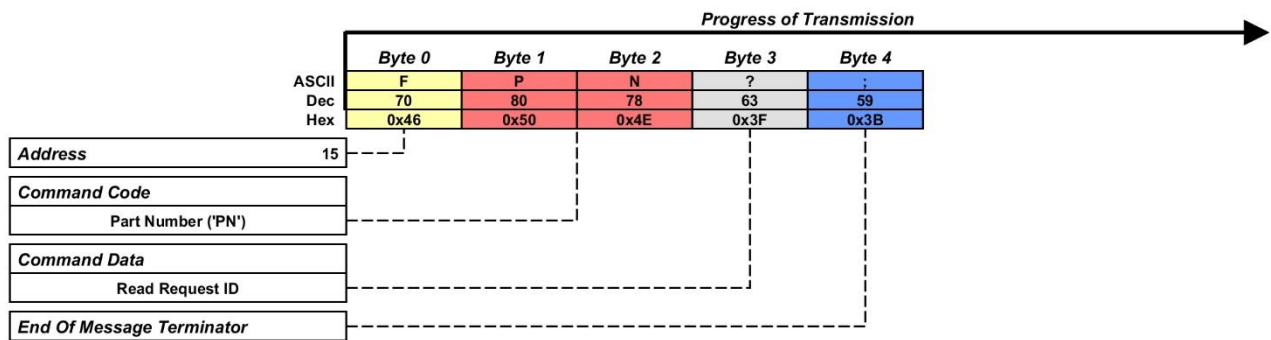 Progress of Transmission
Byte 0 Byte 1 Byte 2 Byte 3 Byte 4
ASCII F P N ? ;
Dec 70 80 78 63 59
Hex 0x46 0x50 0x4E 0x3F 0x3B
Address 15
Command Code
Part Number ('PN')
Command Data
Read Request ID
End Of Message Terminator